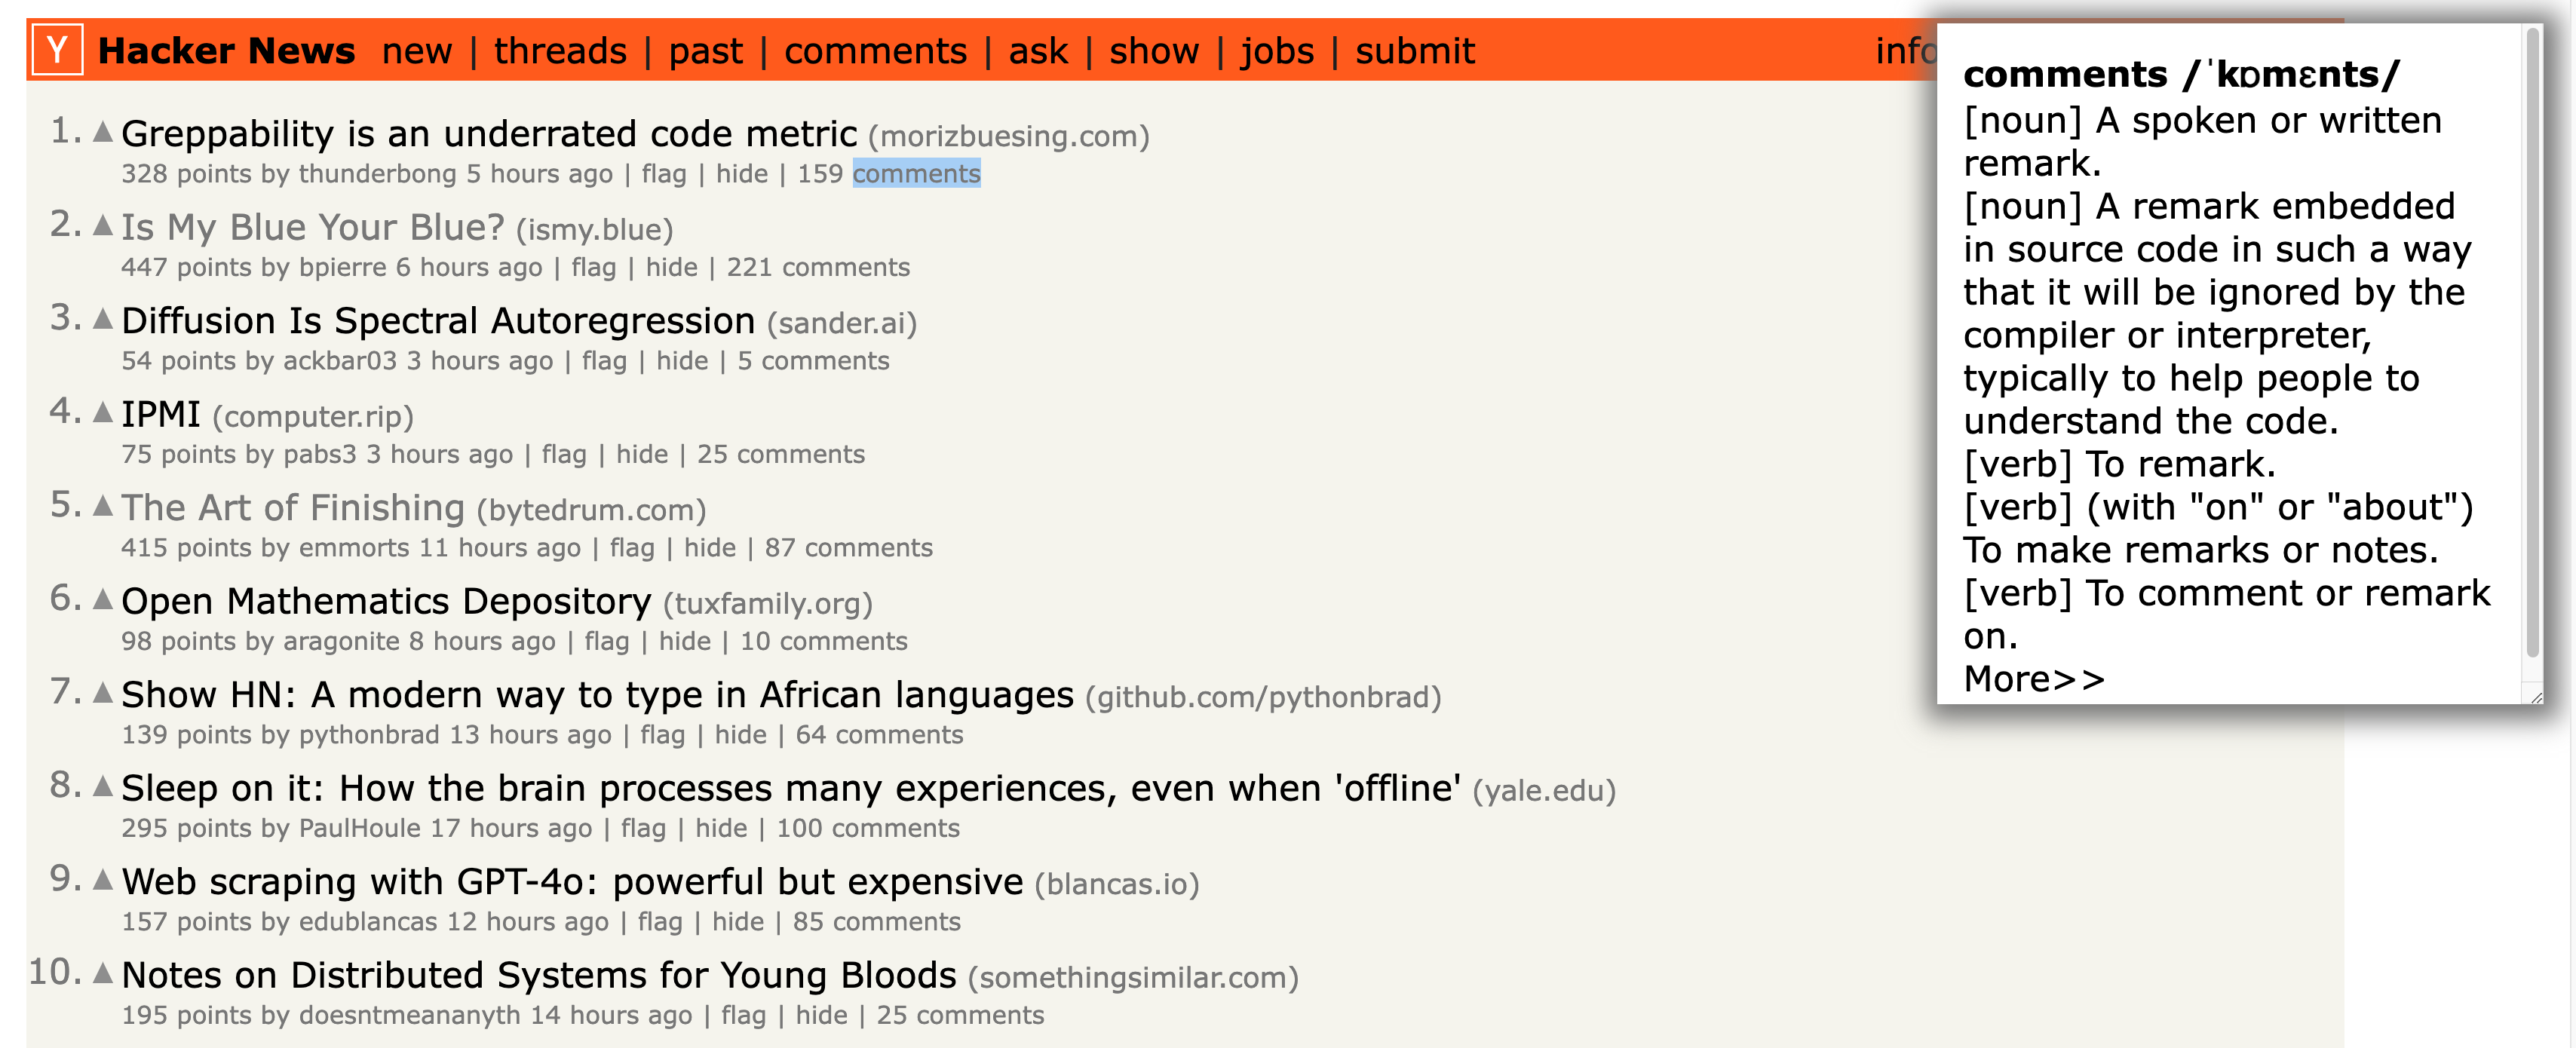 Y Hacker News new | threads | past | comments | ask | show | jobs | submit info
1. ▲ Greppability is an underrated code metric (morizbuesing.com)
328 points by thunderbong 5 hours ago | flag | hide | 159 comments
2. ▲ Is My Blue Your Blue? (ismy.blue)
447 points by bpierre 6 hours ago | flag | hide | 221 comments
3. ▲ Diffusion Is Spectral Autoregression (sander.ai)
54 points by ackbar03 3 hours ago | flag | hide | 5 comments
4. ▲ IPMI (computer.rip)
75 points by pabs3 3 hours ago | flag | hide | 25 comments
5. ▲ The Art of Finishing (bytedrum.com)
415 points by emmorts 11 hours ago | flag | hide | 87 comments
6. ▲ Open Mathematics Depository (tuxfamily.org)
98 points by aragonite 8 hours ago | flag | hide | 10 comments
7. ▲ Show HN: A modern way to type in African languages (github.com/pythonbrad)
139 points by pythonbrad 13 hours ago | flag | hide | 64 comments
8. ▲ Sleep on it: How the brain processes many experiences, even when 'offline' (yale.edu)
295 points by PaulHoule 17 hours ago | flag | hide | 100 comments
9. ▲ Web scraping with GPT-4o: powerful but expensive (blancas.io)
157 points by edublancas 12 hours ago | flag | hide | 85 comments
10. ▲ Notes on Distributed Systems for Young Bloods (somethingsimilar.com)
195 points by doesntmeananyth 14 hours ago | flag | hide | 25 comments
comments /ˈkɒmɛnts/
[noun] A spoken or written
remark.
[noun] A remark embedded
in source code in such a way
that it will be ignored by the
compiler or interpreter,
typically to help people to
understand the code.
[verb] To remark.
[verb] (with "on" or "about")
To make remarks or notes.
[verb] To comment or remark
on.
More>>